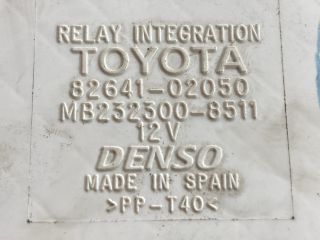 RELAY INTEGRATION
TOYOTA
82641-02050
MB232300-8511
12V
DENSO
MADE IN SPAIN
>PP-T40<